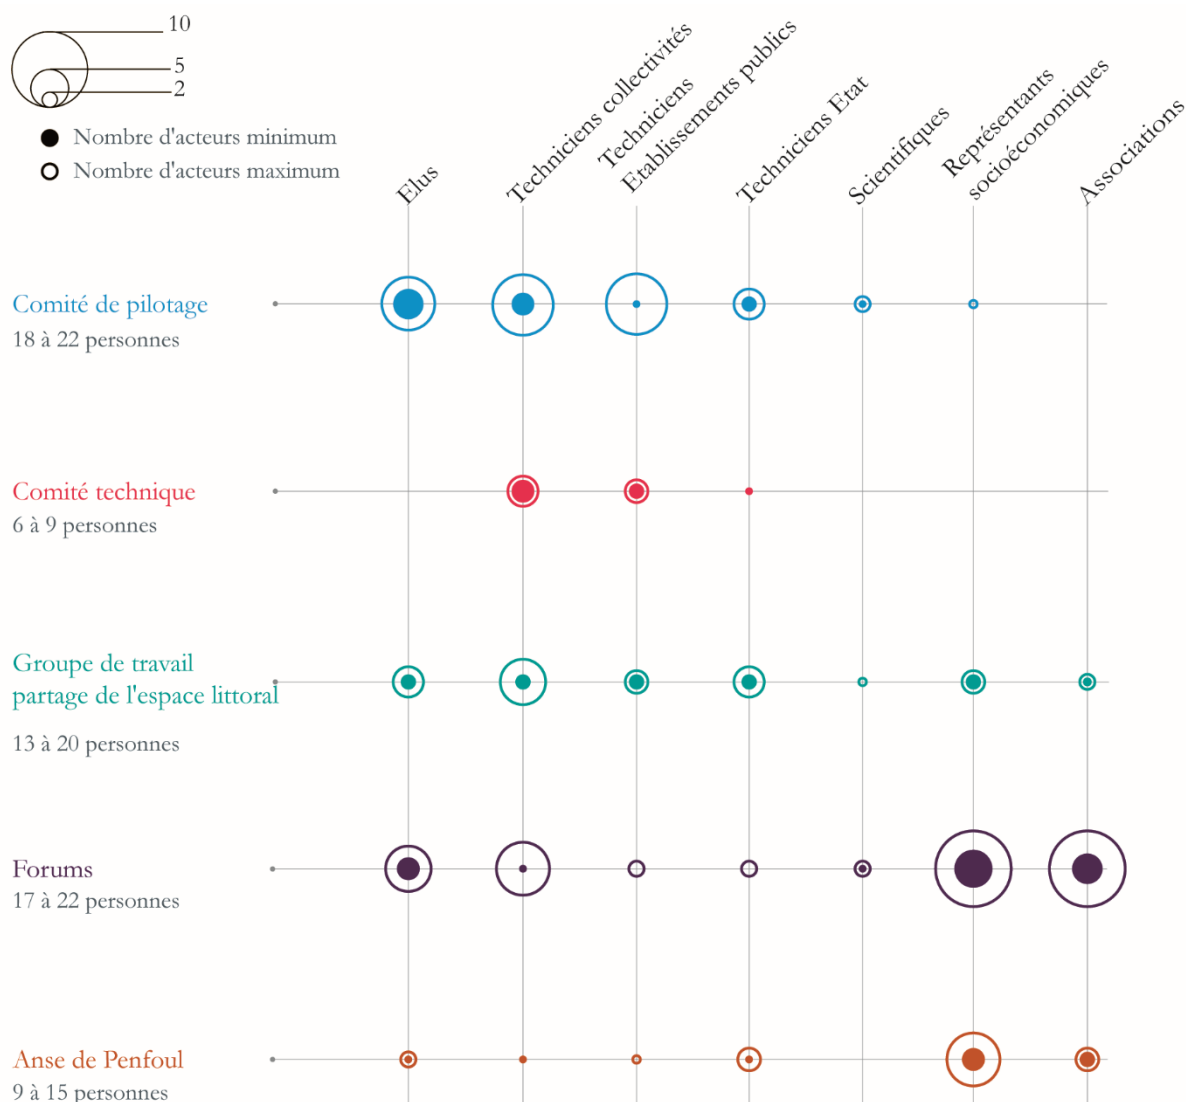 10
5
2
Nombre d'acteurs minimum
Nombre d'acteurs maximum
Elus
Techniciens collectivités
Techniciens
Etablissements publics
Techniciens Etat
Scientifiques
Représentants
socioéconomiques
Associations
Comité de pilotage
18 à 22 personnes
Comité technique
6 à 9 personnes
Groupe de travail
partage de l'espace littoral
13 à 20 personnes
Forums
17 à 22 personnes
Anse de Penfoul
9 à 15 personnes